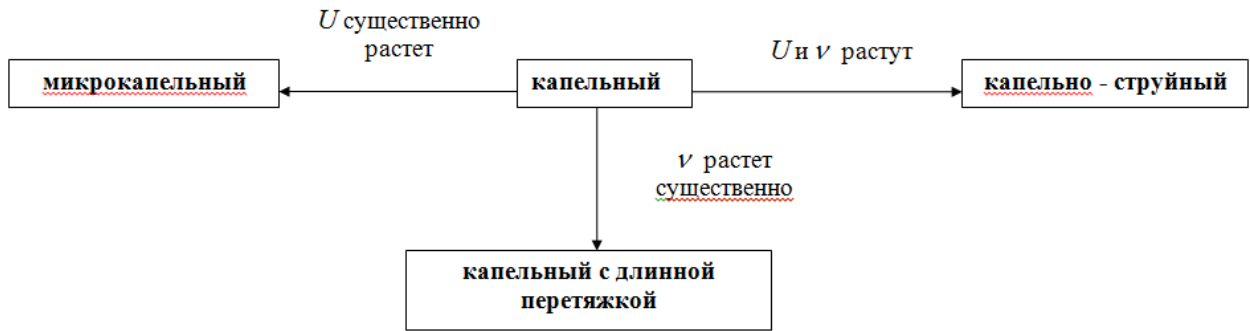 U существенно
растет
U и ν растут
микрокапельный
капельный
капельно - струйный
ν растет
существенно
капельный с длинной
перетяжкой